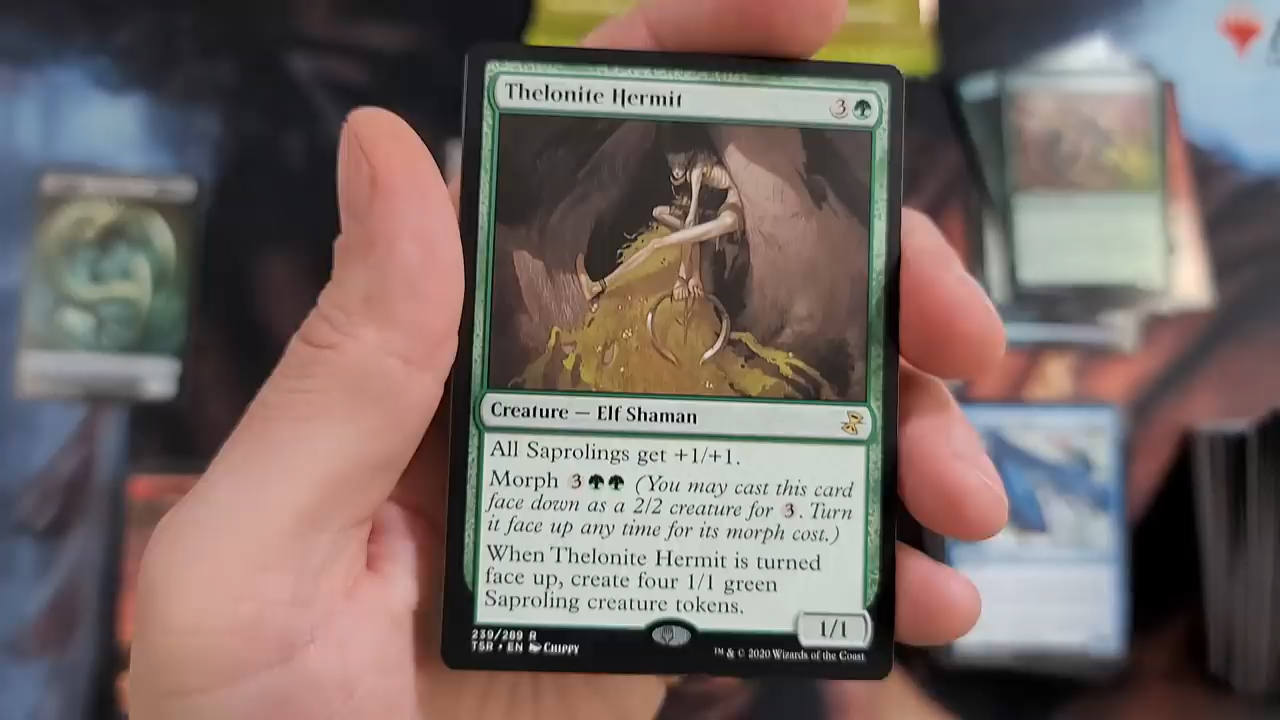 Thelonite Hermit 3
Creature — Elf Shaman
All Saprolings get +1/+1.
Morph 3 (You may cast this card
face down as a 2/2 creature for 3. Turn
it face up any time for its morph cost.)
When Thelonite Hermit is turned
face up, create four 1/1 green
Saproling creature tokens.
1/1
239/289 R
TSR • EN CHIPPY
™ & © 2020 Wizards of the Coast